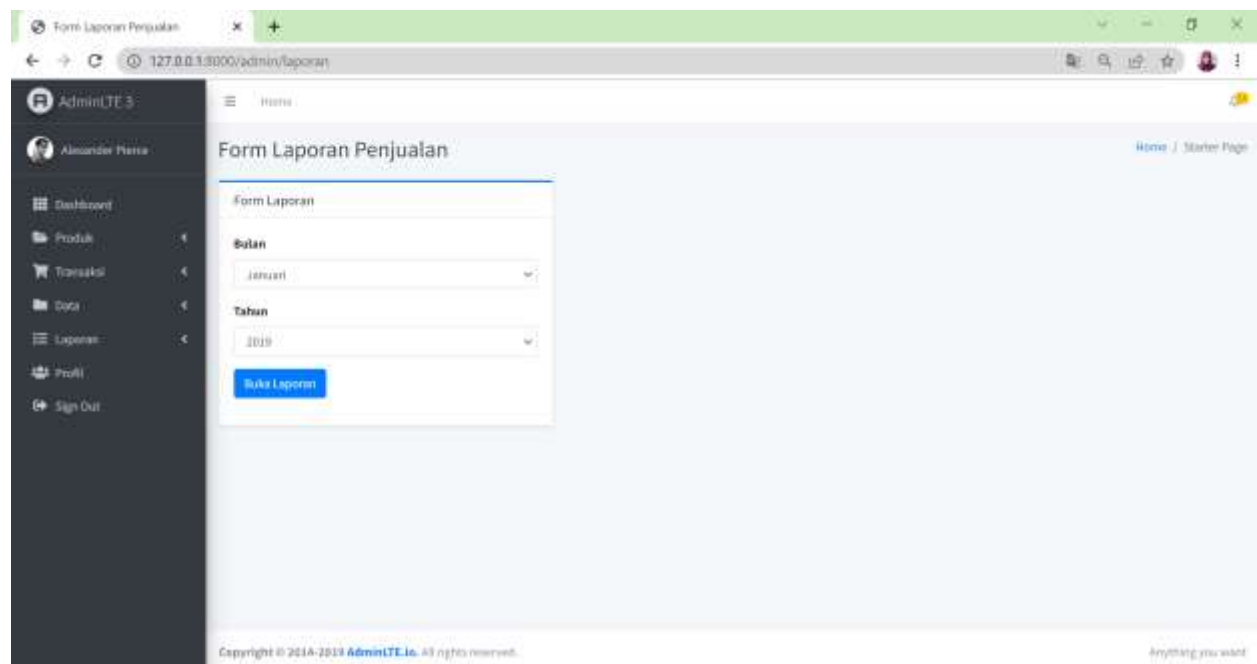 Form Laporan Penjualan
127.0.0.1:8000/admin/laporan
AdminLTE 3
Home
Alexander Pierce
Form Laporan Penjualan
Home / Starter Page
Dashboard
Produk
Transaksi
Data
Laporan
Profil
Sign Out
Form Laporan
Bulan
Januari
Tahun
2019
Buka Laporan
Copyright © 2014-2019 AdminLTE.io. All rights reserved.
Anything you want